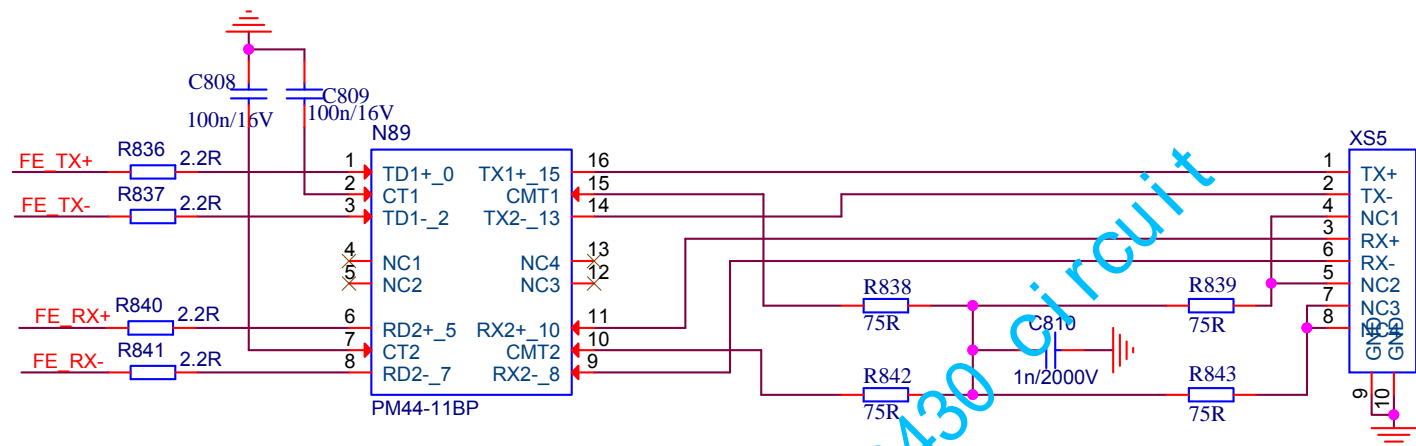 C808
100n/16V
C809
100n/16V
N89
FE_TX+
R836
2.2R
FE_TX-
R837
2.2R
FE_RX+
R840
2.2R
FE_RX-
R841
2.2R
1
TD1+_0
TX1+_15
16
2
CT1
CMT1
15
3
TD1-_2
TX2-_13
14
4
NC1
NC4
13
5
NC2
NC3
12
6
RD2+_5
RX2+_10
11
7
CT2
CMT2
10
8
RD2-_7
RX2-_8
9
PM44-11BP
R838
75R
R839
75R
C810
1n/2000V
R842
75R
R843
75R
XS5
1
TX+
2
TX-
4
NC1
3
RX+
6
RX-
5
NC2
7
NC3
8
NC4
GND
GND
9
10
430 circuit